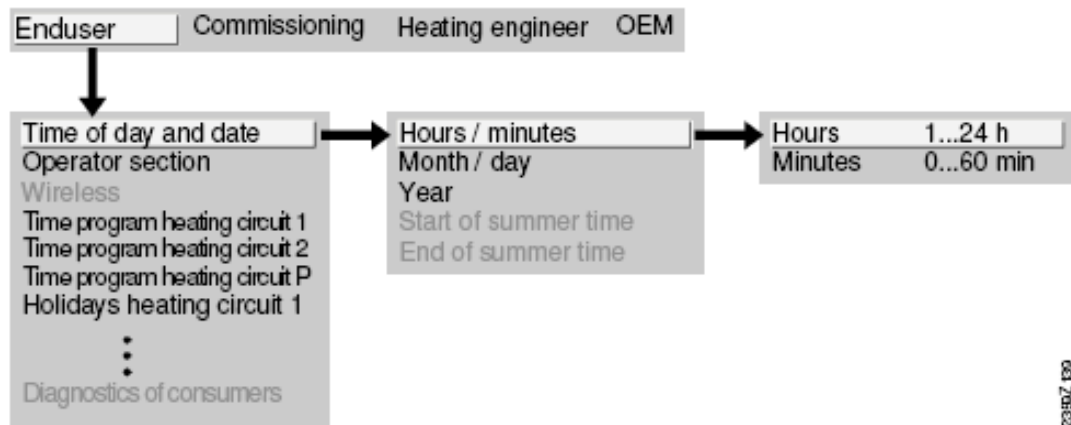 Enduser Commissioning Heating engineer OEM
Time of day and date
Operator section
Wireless
Time program heating circuit 1
Time program heating circuit 2
Time program heating circuit P
Holidays heating circuit 1
Diagnostics of consumers
Hours / minutes
Month / day
Year
Start of summer time
End of summer time
Hours 1...24 h
Minutes 0...60 min